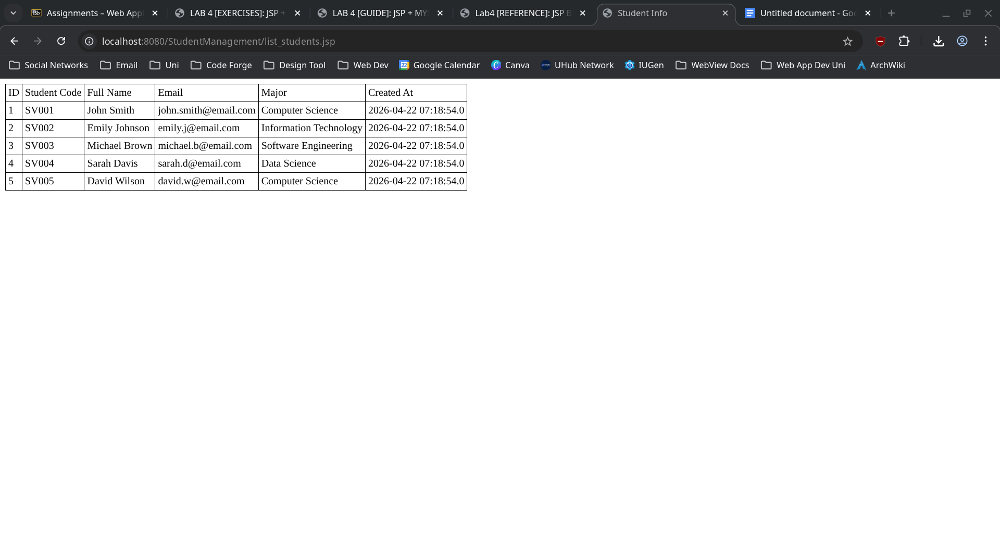 Assignments – Web App
LAB 4 [EXERCISES]: JSP +
LAB 4 [GUIDE]: JSP + MY
Lab4 [REFERENCE]: JSP B
Student Info
Untitled document - Goo
localhost:8080/StudentManagement/list_students.jsp
Social Networks Email Uni Code Forge Design Tool Web Dev 22 Google Calendar Canva UHub Network IUGen WebView Docs Web App Dev Uni ArchWiki
ID Student Code Full Name Email Major Created At
1 SV001 John Smith john.smith@email.com Computer Science 2026-04-22 07:18:54.0
2 SV002 Emily Johnson emily.j@email.com Information Technology 2026-04-22 07:18:54.0
3 SV003 Michael Brown michael.b@email.com Software Engineering 2026-04-22 07:18:54.0
4 SV004 Sarah Davis sarah.d@email.com Data Science 2026-04-22 07:18:54.0
5 SV005 David Wilson david.w@email.com Computer Science 2026-04-22 07:18:54.0